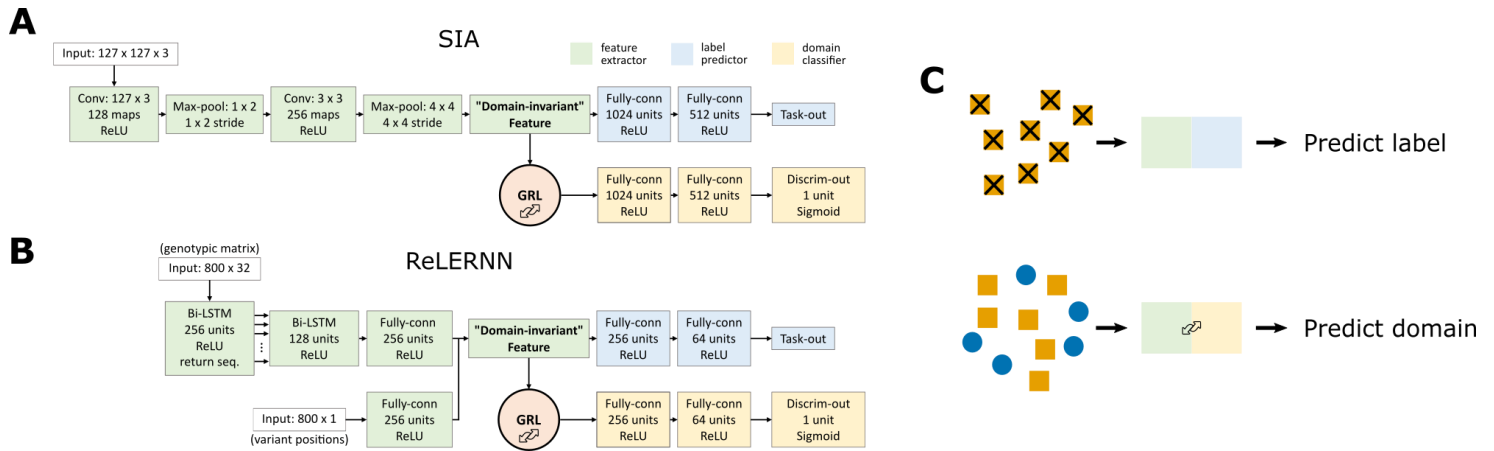 A
SIA
Input: 127 x 127 x 3
feature
extractor
label
predictor
domain
classifier
Conv: 127 x 3
128 maps
ReLU
Max-pool: 1 x 2
1 x 2 stride
Conv: 3 x 3
256 maps
ReLU
Max-pool: 4 x 4
4 x 4 stride
"Domain-invariant"
Feature
Fully-conn
1024 units
ReLU
Fully-conn
512 units
ReLU
Task-out
GRL
Fully-conn
1024 units
ReLU
Fully-conn
512 units
ReLU
Discrim-out
1 unit
Sigmoid
B
ReLERNN
(genotypic matrix)
Input: 800 x 32
Bi-LSTM
256 units
ReLU
return seq.
Bi-LSTM
128 units
ReLU
Fully-conn
256 units
ReLU
"Domain-invariant"
Feature
Fully-conn
256 units
ReLU
Fully-conn
64 units
ReLU
Task-out
Input: 800 x 1
(variant positions)
Fully-conn
256 units
ReLU
GRL
Fully-conn
256 units
ReLU
Fully-conn
64 units
ReLU
Discrim-out
1 unit
Sigmoid
C
Predict label
Predict domain